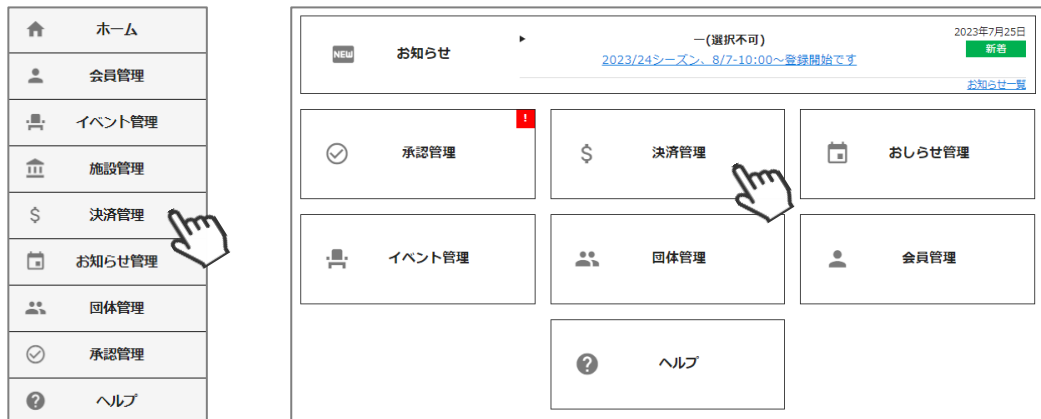 ホーム
会員管理
イベント管理
施設管理
$ 決済管理
お知らせ管理
団体管理
承認管理
? ヘルプ
NEW お知らせ
ー(選択不可)
2023/24シーズン、8/7-10:00～登録開始です
2023年7月25日
新着
お知らせ一覧
承認管理 !
$ 決済管理
おしらせ管理
イベント管理
団体管理
会員管理
? ヘルプ